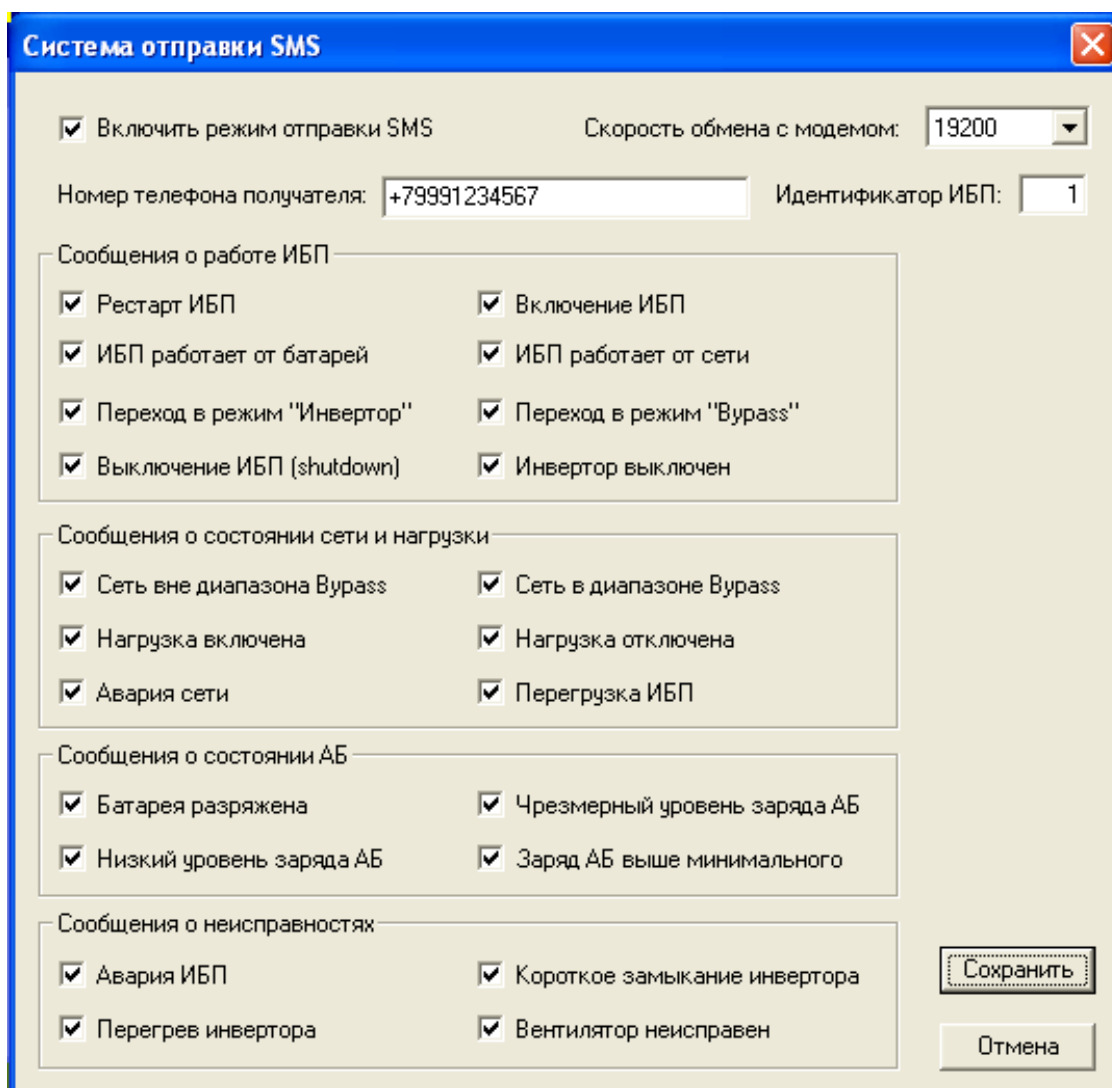 Система отправки SMS
Включить режим отправки SMS Скорость обмена с модемом: 19200
Номер телефона получателя: +79991234567 Идентификатор ИБП: 1
Сообщения о работе ИБП
Рестарт ИБП Включение ИБП
ИБП работает от батарей ИБП работает от сети
Переход в режим "Инвертор" Переход в режим "Bypass"
Выключение ИБП (shutdown) Инвертор выключен
Сообщения о состоянии сети и нагрузки
Сеть вне диапазона Bypass Сеть в диапазоне Bypass
Нагрузка включена Нагрузка отключена
Авария сети Перегрузка ИБП
Сообщения о состоянии АБ
Батарея разряжена Чрезмерный уровень заряда АБ
Низкий уровень заряда АБ Заряд АБ выше минимального
Сообщения о неисправностях
Авария ИБП Короткое замыкание инвертора Сохранить
Перегрев инвертора Вентилятор неисправен Отмена